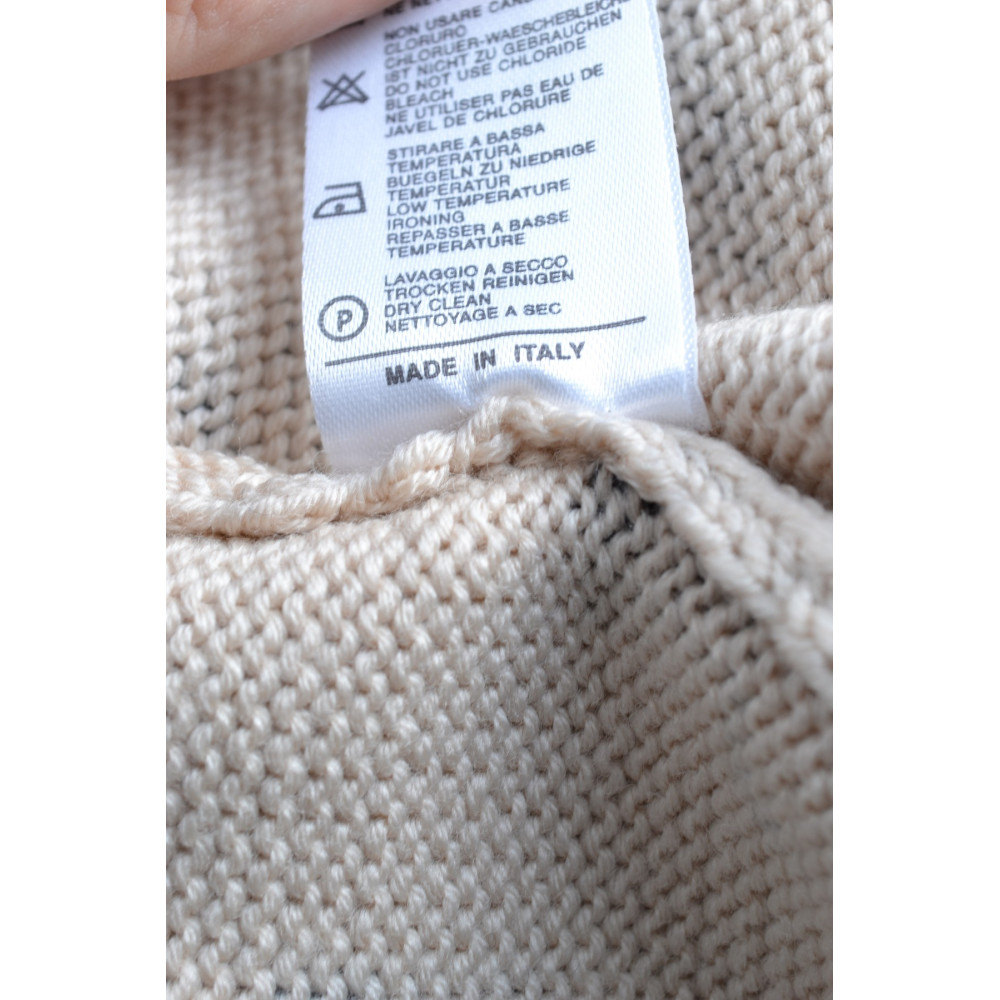 NON USARE
CLORURO
CHLORUER-WAESCHEBLEICHE
IST NICHT ZU GEBRAUCHEN
DO NOT USE CHLORIDE
BLEACH
NE UTILISER PAS EAU DE
JAVEL DE CHLORURE
STIRARE A BASSA
TEMPERATURA
BUEGELN ZU NIEDRIGE
TEMPERATUR
LOW TEMPERATURE
IRONING
REPASSER A BASSE
TEMPERATURE
LAVAGGIO A SECCO
TROCKEN REINIGEN
DRY CLEAN
NETTOYAGE A SEC
P
MADE IN ITALY